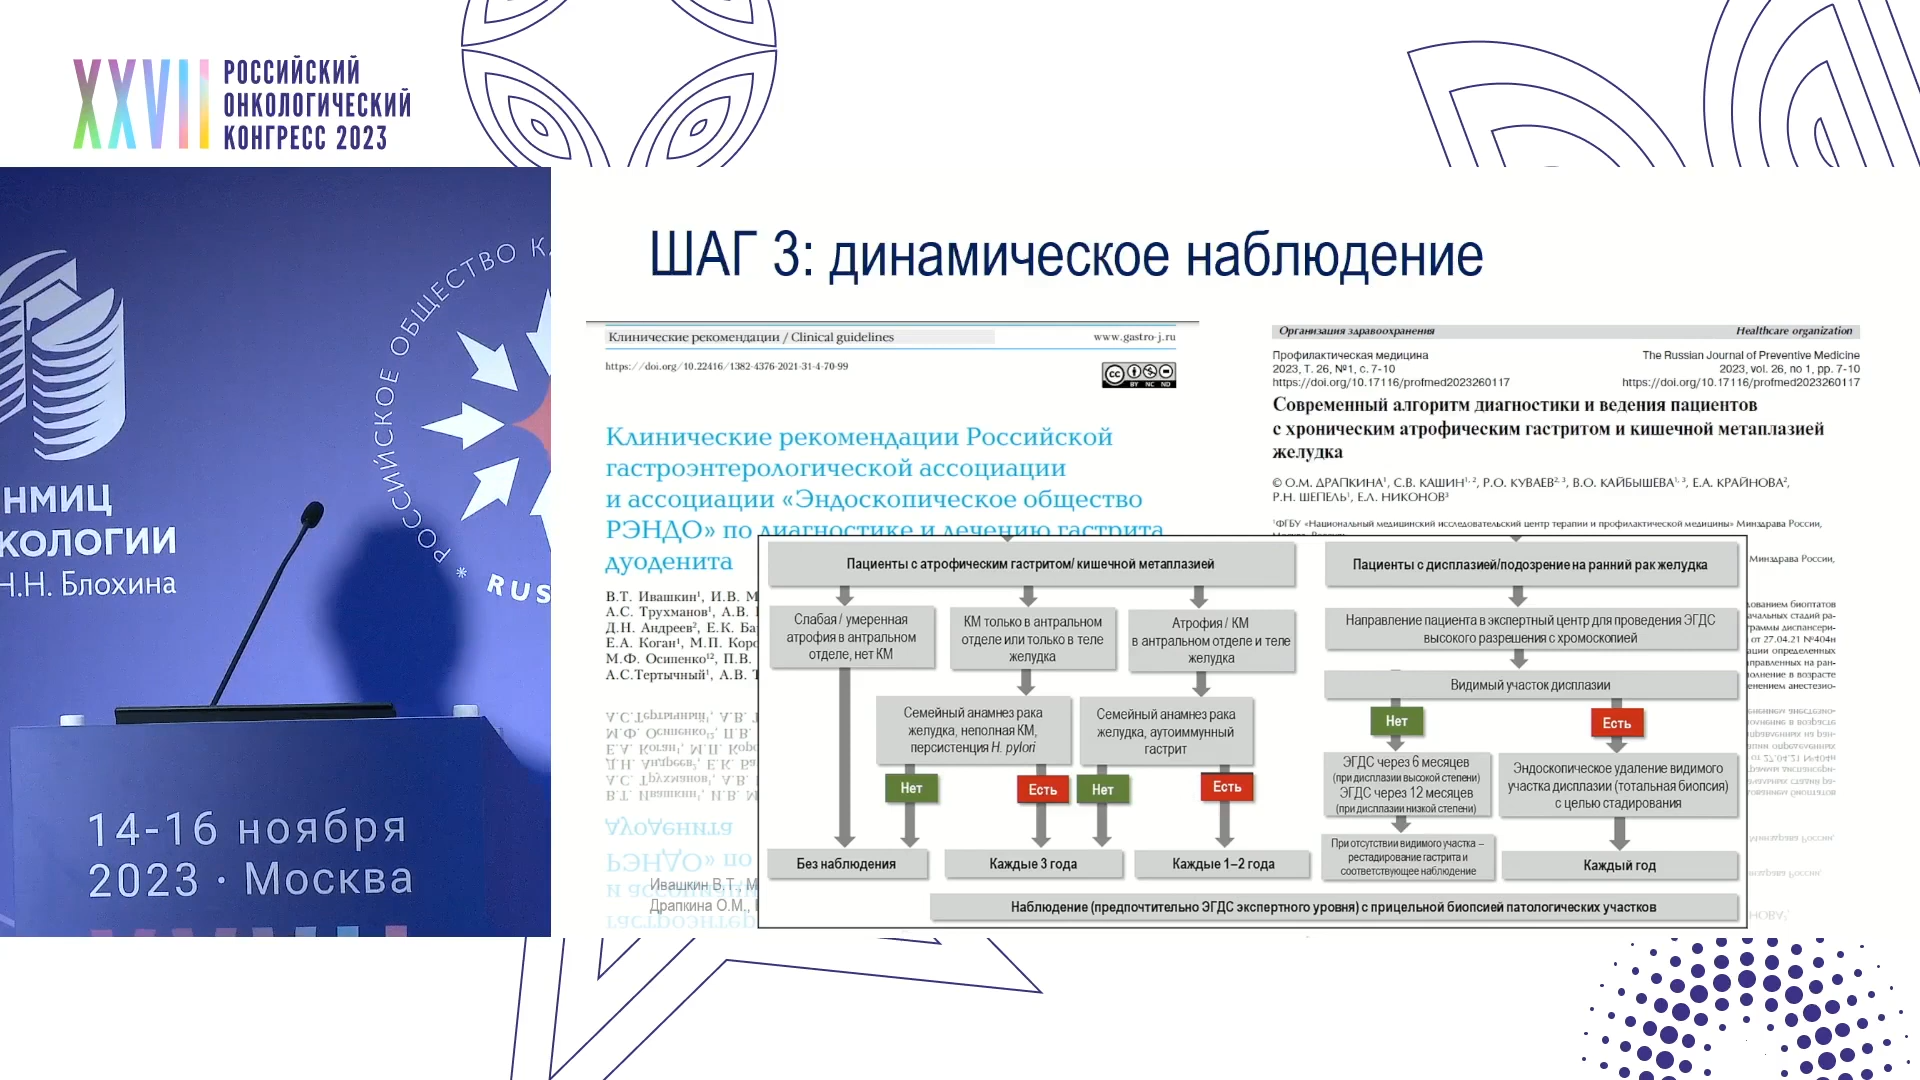 XXVII
РОССИЙСКИЙ
ОНКОЛОГИЧЕСКИЙ
КОНГРЕСС 2023
РОССИЙСКОЕ ОБЩЕСТВО К
* RUS
НМИЦ
КОЛОГИИ
Н.Н. Блохина
14-16 ноября
2023 · Москва
ШАГ 3: динамическое наблюдение
Клинические рекомендации / Clinical guidelines
www.gastro-j.ru
https://doi.org/10.22416/1382-4376-2021-31-4-70-99
cc BY NC ND
Клинические рекомендации Российской
гастроэнтерологической ассоциации
и ассоциации «Эндоскопическое общество
РЭНДО» по диагностике и лечению гастрита
дуоденита
В.Т. Ивашкин¹, И.В. М
А.С. Трухманов¹, А.В.
Д.Н. Андреев², Е.К. Ба
Е.А. Коган¹, М.П. Коро
М.Ф. Осипенко¹², П.В.
А.С.Тертычный¹, А.В. Т
Ивашкин В.Т., М
Драпкина О.М.,
Организация здравоохранения
Healthcare organization
Профилактическая медицина
2023, Т. 26, №1, с. 7-10
https://doi.org/10.17116/profmed2023260117
The Russian Journal of Preventive Medicine
2023, vol. 26, no 1, pp. 7-10
https://doi.org/10.17116/profmed2023260117
Современный алгоритм диагностики и ведения пациентов
с хроническим атрофическим гастритом и кишечной метаплазией
желудка
© О.М. ДРАПКИНА¹, С.В. КАШИН¹˒ ², Р.О. КУВАЕВ²˒ ³, В.О. КАЙБЫШЕВА¹˒ ³, Е.А. КРАЙНОВА²,
Р.Н. ШЕПЕЛЬ¹, Е.Л. НИКОНОВ³
¹ФГБУ «Национальный медицинский исследовательский центр терапии и профилактической медицины» Минздрава России,
Минздрава России,
Пациенты с атрофическим гастритом/ кишечной метаплазией
Слабая / умеренная
атрофия в антральном
отделе, нет КМ
КМ только в антральном
отделе или только в теле
желудка
Атрофия / КМ
в антральном отделе и теле
желудка
Семейный анамнез рака
желудка, неполная КМ,
персистенция H. pylori
Семейный анамнез рака
желудка, аутоиммунный
гастрит
Нет
Есть
Нет
Есть
Без наблюдения
Каждые 3 года
Каждые 1–2 года
Пациенты с дисплазией/подозрение на ранний рак желудка
Направление пациента в экспертный центр для проведения ЭГДС
высокого разрешения с хромоскопией
Видимый участок дисплазии
Нет
Есть
ЭГДС через 6 месяцев
(при дисплазии высокой степени)
ЭГДС через 12 месяцев
(при дисплазии низкой степени)
Эндоскопическое удаление видимого
участка дисплазии (тотальная биопсия)
с целью стадирования
При отсутствии видимого участка –
рестадирование гастрита и
соответствующее наблюдение
Каждый год
Наблюдение (предпочтительно ЭГДС экспертного уровня) с прицельной биопсией патологических участков